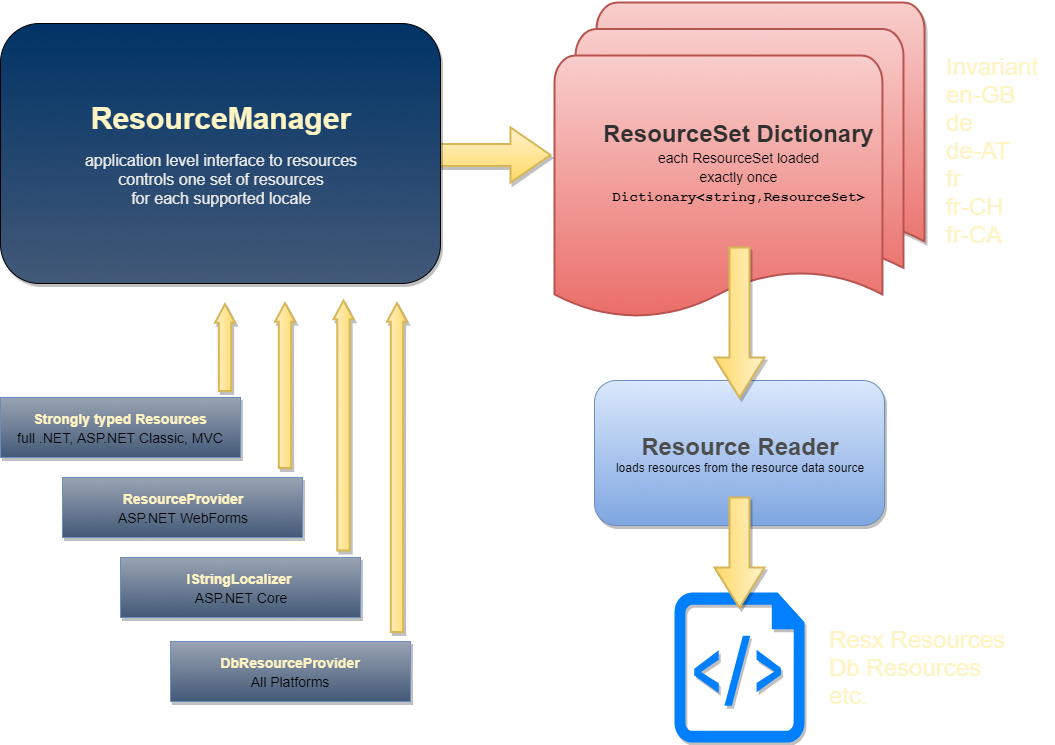 ResourceManager
application level interface to resources
controls one set of resources
for each supported locale
ResourceSet Dictionary
each ResourceSet loaded
exactly once
Dictionary<string,ResourceSet>
Invariant
en-GB
de
de-AT
fr
fr-CH
fr-CA
Strongly typed Resources
full .NET, ASP.NET Classic, MVC
ResourceProvider
ASP.NET WebForms
IStringLocalizer
ASP.NET Core
DbResourceProvider
All Platforms
Resource Reader
loads resources from the resource data source
</>
Resx Resources
Db Resources
etc.